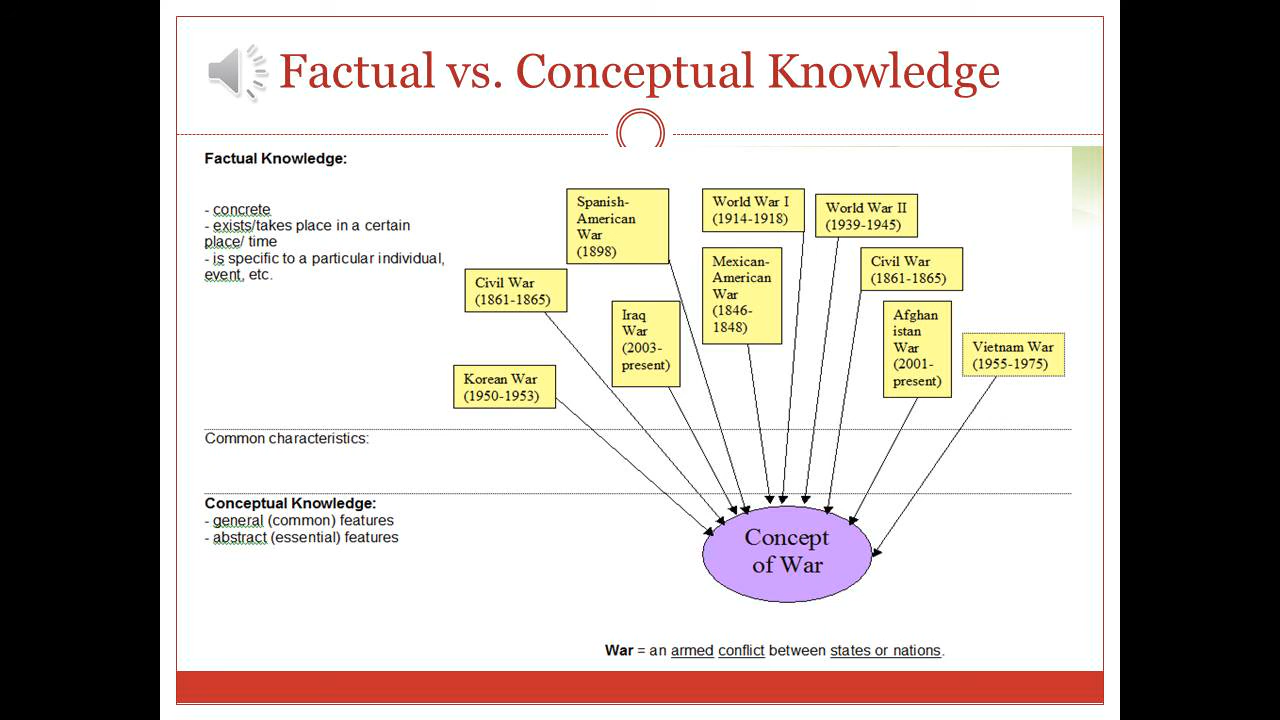 Factual vs. Conceptual Knowledge
Factual Knowledge:
- concrete
- exists/takes place in a certain
place/ time
- is specific to a particular individual,
event, etc.
Spanish-
American
War
(1898)
World War I
(1914-1918)
World War II
(1939-1945)
Civil War
(1861-1865)
Iraq
War
(2003-
present)
Mexican-
American
War
(1846-
1848)
Civil War
(1861-1865)
Afghan
istan
War
(2001-
present)
Vietnam War
(1955-1975)
Korean War
(1950-1953)
Common characteristics:
Conceptual Knowledge:
- general (common) features
- abstract (essential) features
Concept
of War
War = an armed conflict between states or nations.